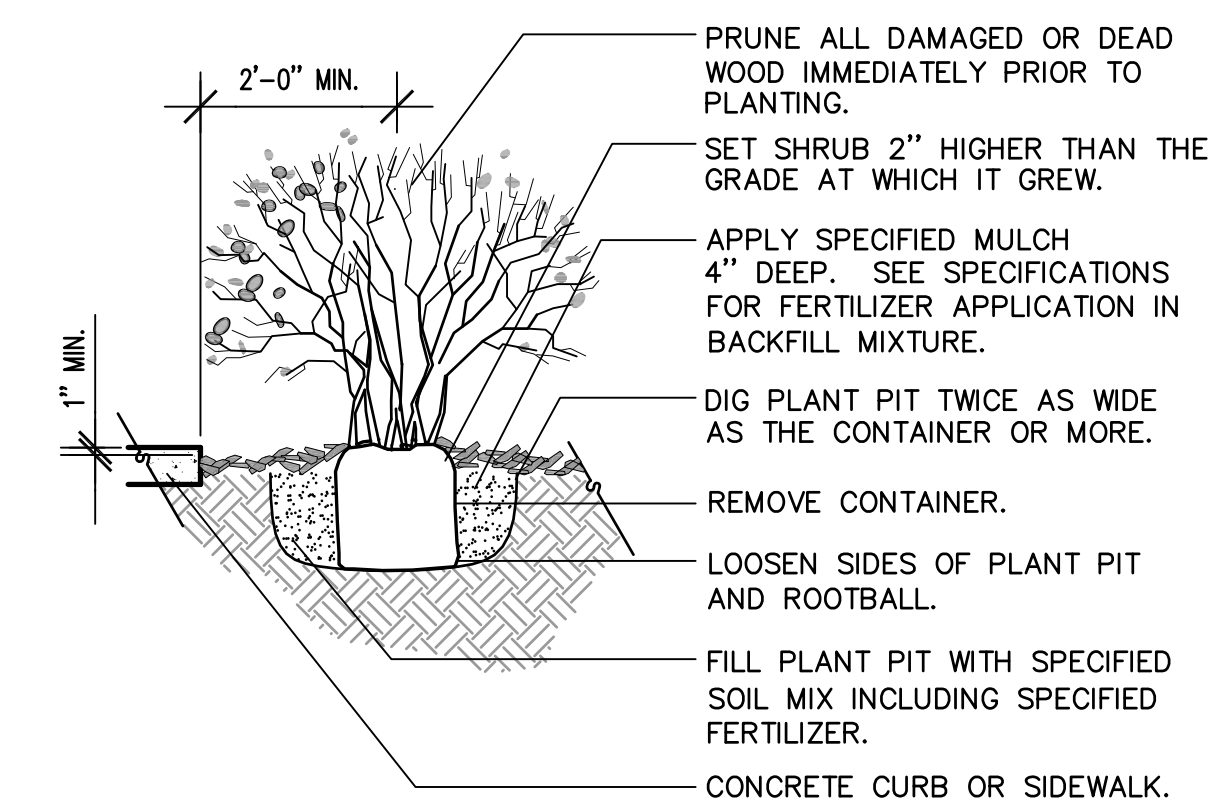 2'-0" MIN.
1" MIN.
PRUNE ALL DAMAGED OR DEAD
WOOD IMMEDIATELY PRIOR TO
PLANTING.
SET SHRUB 2" HIGHER THAN THE
GRADE AT WHICH IT GREW.
APPLY SPECIFIED MULCH
4" DEEP. SEE SPECIFICATIONS
FOR FERTILIZER APPLICATION IN
BACKFILL MIXTURE.
DIG PLANT PIT TWICE AS WIDE
AS THE CONTAINER OR MORE.
REMOVE CONTAINER.
LOOSEN SIDES OF PLANT PIT
AND ROOTBALL.
FILL PLANT PIT WITH SPECIFIED
SOIL MIX INCLUDING SPECIFIED
FERTILIZER.
CONCRETE CURB OR SIDEWALK.